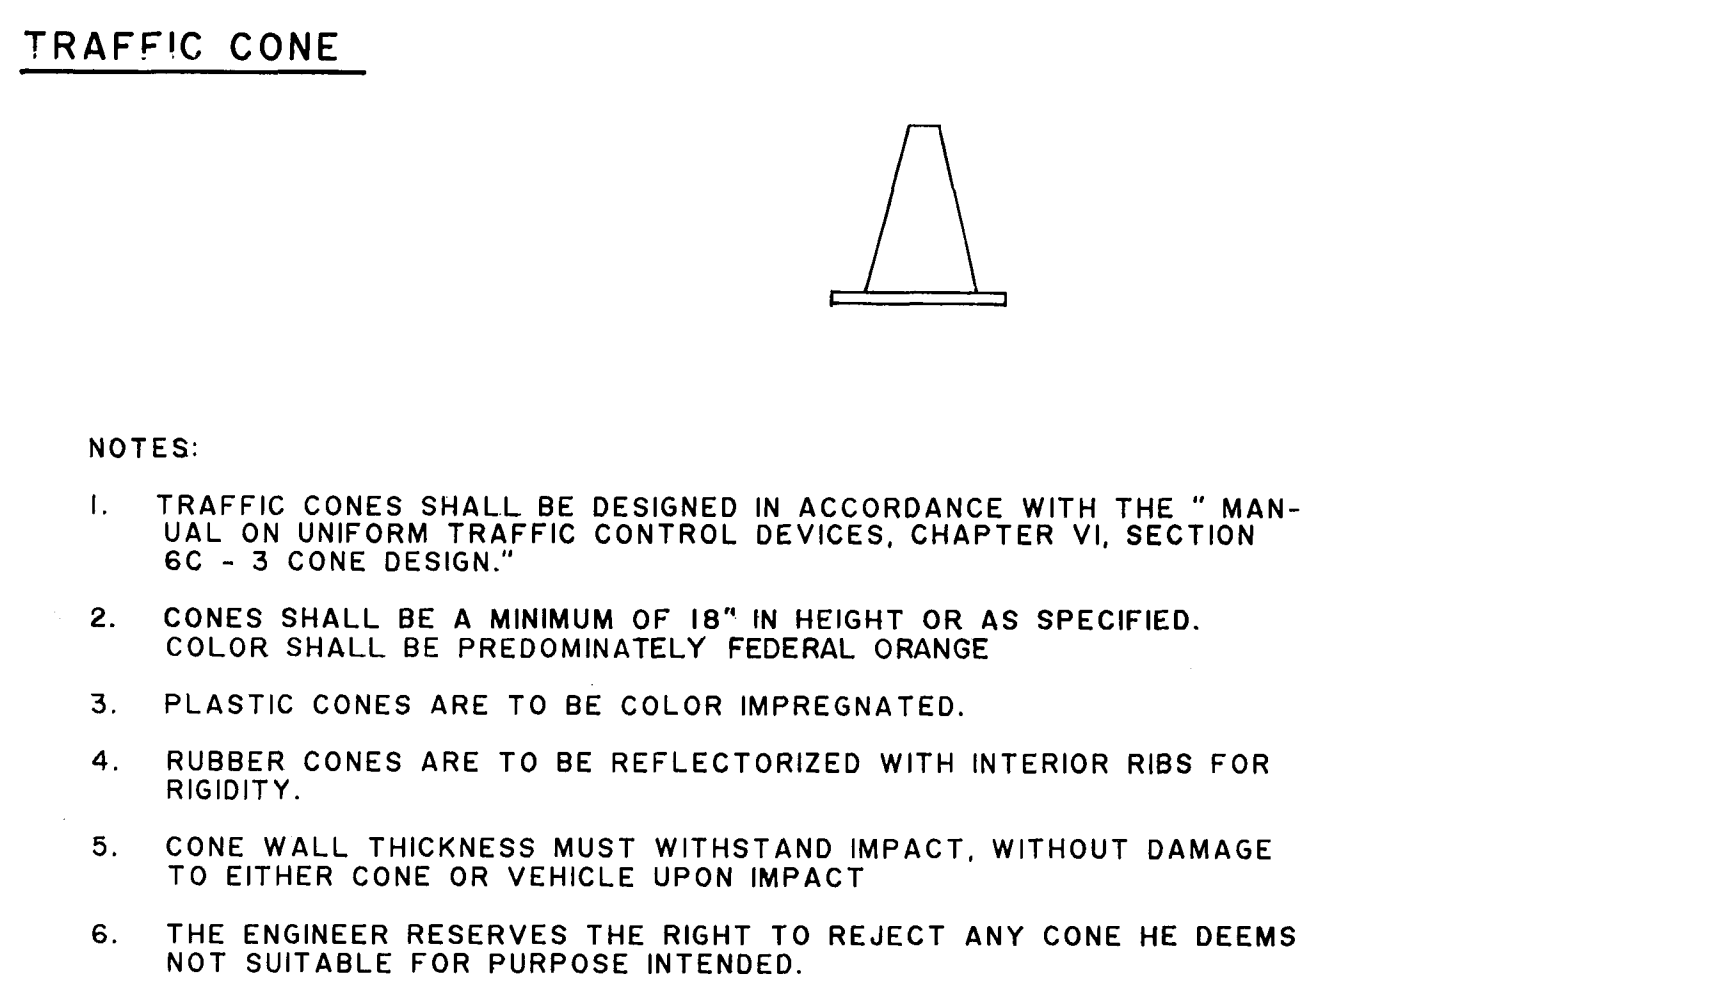 TRAFFIC CONE
NOTES:
1. TRAFFIC CONES SHALL BE DESIGNED IN ACCORDANCE WITH THE " MAN-
UAL ON UNIFORM TRAFFIC CONTROL DEVICES, CHAPTER VI, SECTION
6C - 3 CONE DESIGN."
2. CONES SHALL BE A MINIMUM OF 18" IN HEIGHT OR AS SPECIFIED.
COLOR SHALL BE PREDOMINATELY FEDERAL ORANGE
3. PLASTIC CONES ARE TO BE COLOR IMPREGNATED.
4. RUBBER CONES ARE TO BE REFLECTORIZED WITH INTERIOR RIBS FOR
RIGIDITY.
5. CONE WALL THICKNESS MUST WITHSTAND IMPACT, WITHOUT DAMAGE
TO EITHER CONE OR VEHICLE UPON IMPACT
6. THE ENGINEER RESERVES THE RIGHT TO REJECT ANY CONE HE DEEMS
NOT SUITABLE FOR PURPOSE INTENDED.